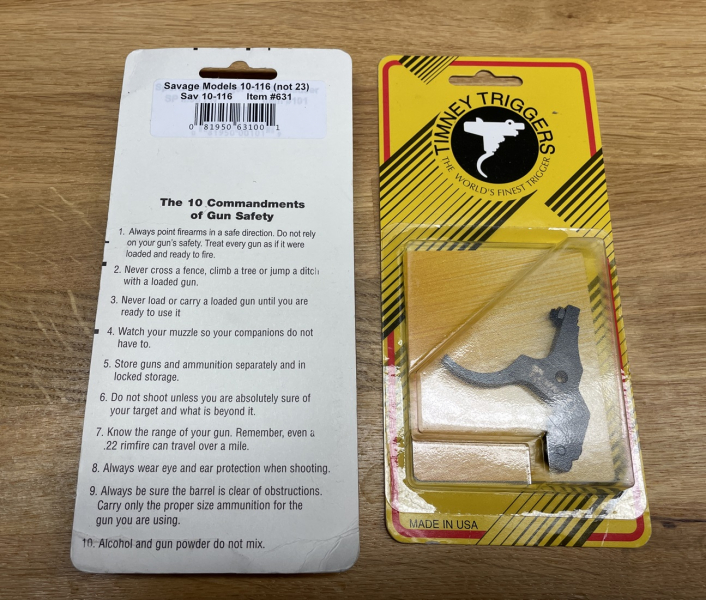 Savage Models 10-116 (not 23)
Sav 10-116 Item #631
0 81950 63100 1
The 10 Commandments
of Gun Safety
1. Always point firearms in a safe direction. Do not rely
on your gun's safety. Treat every gun as if it were
loaded and ready to fire.
2. Never cross a fence, climb a tree or jump a ditch
with a loaded gun.
3. Never load or carry a loaded gun until you are
ready to use it
4. Watch your muzzle so your companions do not
have to.
5. Store guns and ammunition separately and in
locked storage.
6. Do not shoot unless you are absolutely sure of
your target and what is beyond it.
7. Know the range of your gun. Remember, even a
.22 rimfire can travel over a mile.
8. Always wear eye and ear protection when shooting.
9. Always be sure the barrel is clear of obstructions.
Carry only the proper size ammunition for the
gun you are using.
10. Alcohol and gun powder do not mix.
TIMNEY TRIGGERS
THE WORLD'S FINEST TRIGGER
MADE IN USA